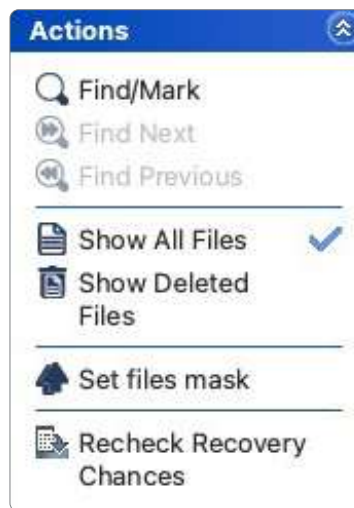 Actions
Find/Mark
Find Next
Find Previous
Show All Files
Show Deleted
Files
Set files mask
Recheck Recovery
Chances